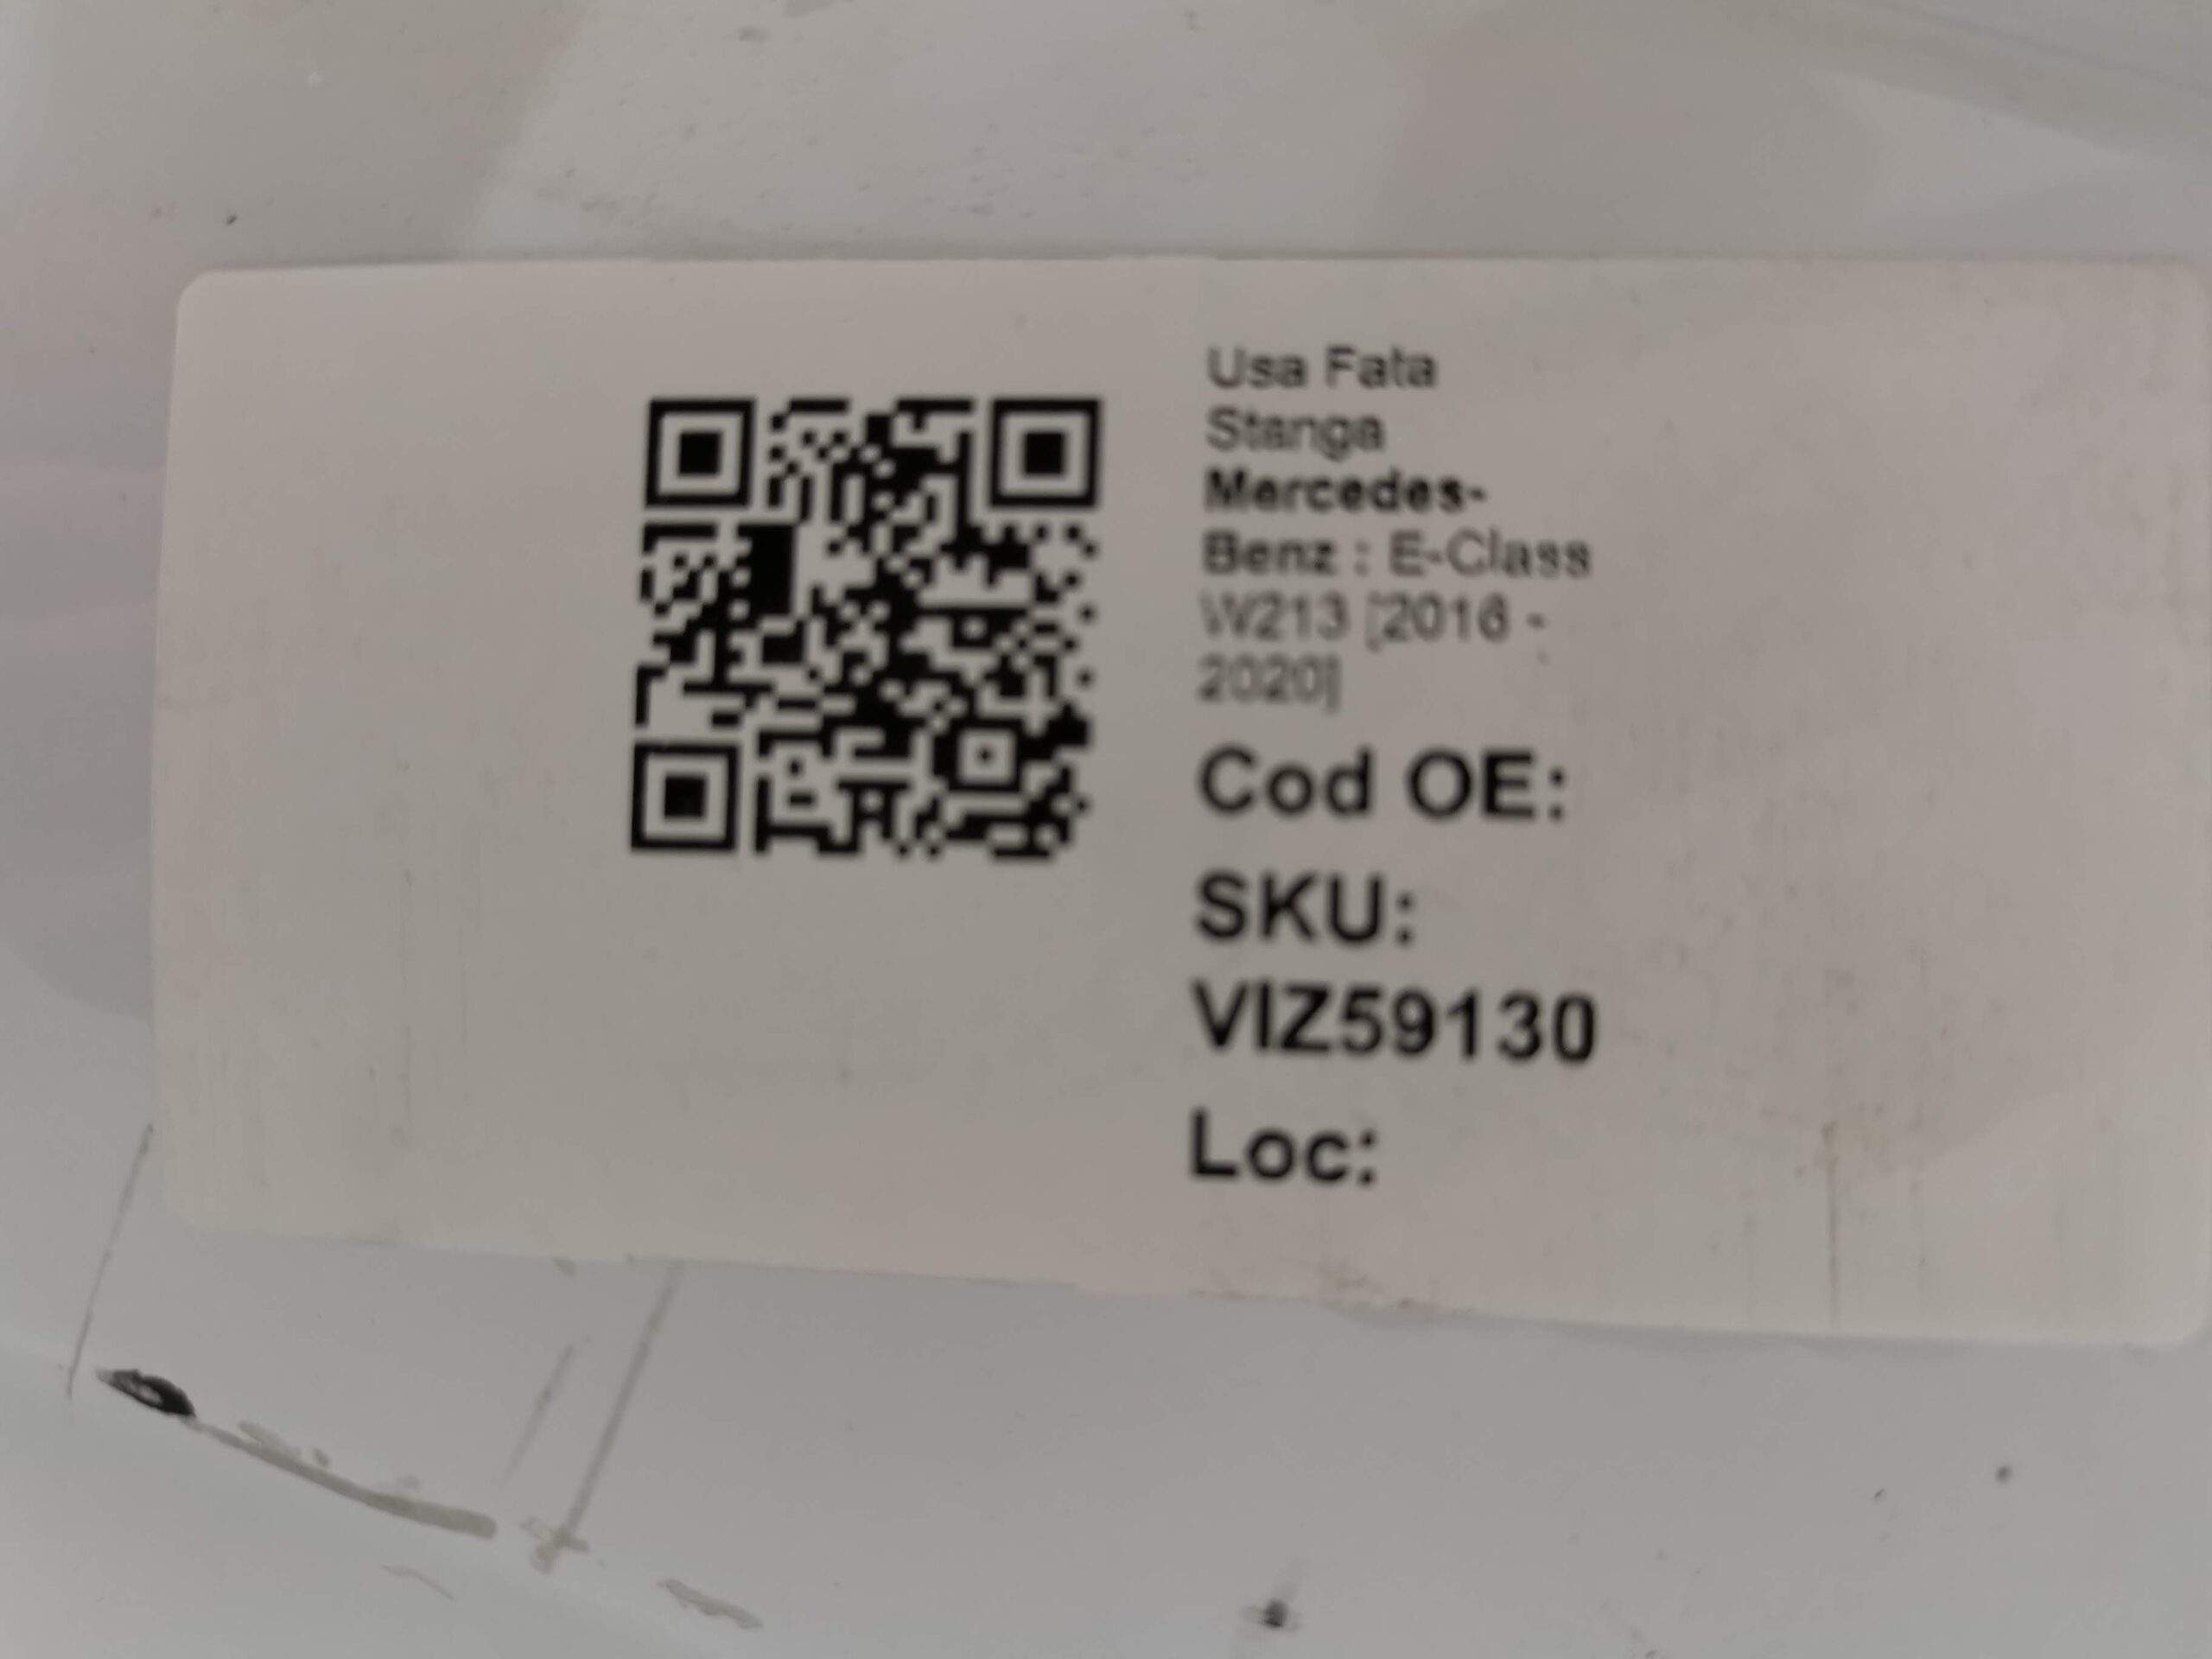 Usa Fata
Stanga
Mercedes-
Benz : E-Class
W213 [2016 -
2020]
Cod OE:
SKU:
VIZ59130
Loc: